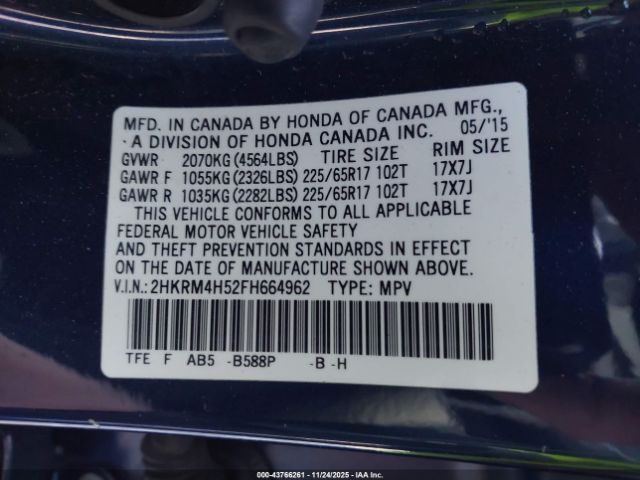 MFD. IN CANADA BY HONDA OF CANADA MFG.,
A DIVISION OF HONDA CANADA INC. 05/'15
GVWR 2070KG(4564LBS) TIRE SIZE RIM SIZE
GAWR F 1055KG(2326LBS) 225/65R17 102T 17X7J
GAWR R 1035KG(2282LBS) 225/65R17 102T 17X7J
THIS VEHICLE CONFORMS TO ALL APPLICABLE
FEDERAL MOTOR VEHICLE SAFETY
AND THEFT PREVENTION STANDARDS IN EFFECT
ON THE DATE OF MANUFACTURE SHOWN ABOVE.
V.I.N.: 2HKRM4H52FH664962 TYPE: MPV
TFE F AB5 -B588P -B -H
000-43766261 - 11/24/2025 - IAA Inc.